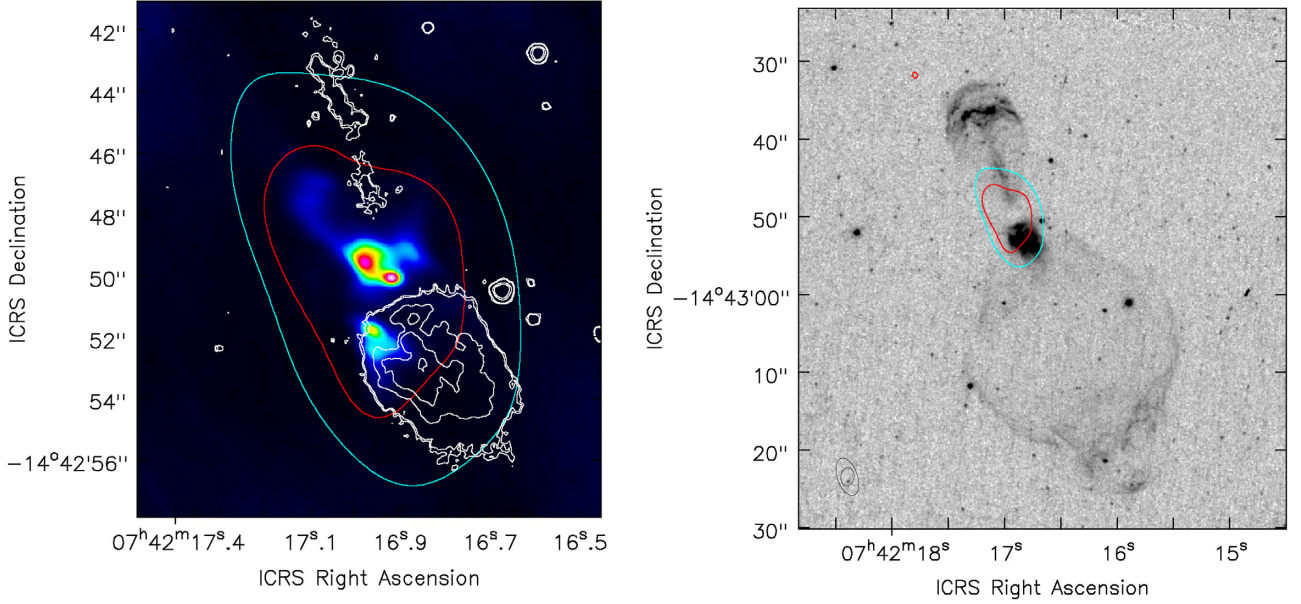 42''
44''
46''
48''
50''
52''
54''
−14°42'56''
07ʰ42ᵐ17ˢ.4
17ˢ.1
16ˢ.9
16ˢ.7
16ˢ.5
ICRS Right Ascension
ICRS Declination
30''
40''
50''
−14°43'00''
10''
20''
30''
07ʰ42ᵐ18ˢ
17ˢ
16ˢ
15ˢ
ICRS Right Ascension
ICRS Declination